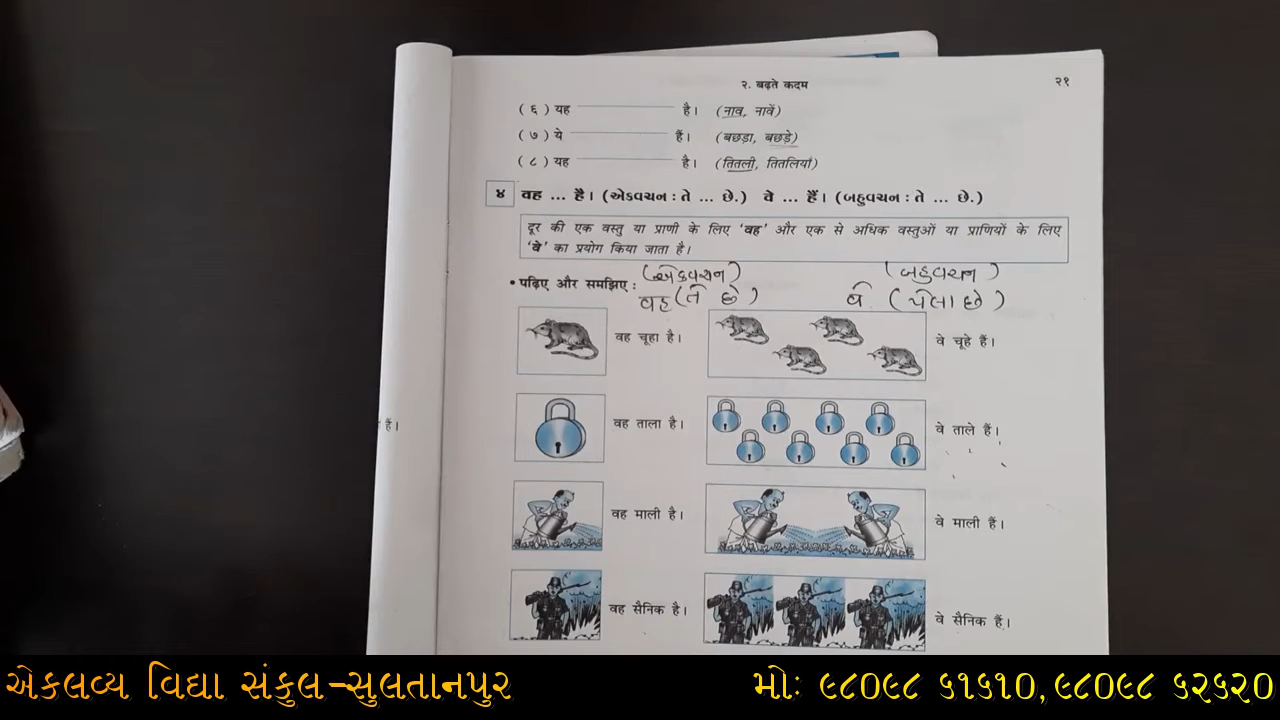 २. बढ़ते कदम २१
( ६ ) यह ———— है। (नाव, नावें)
( ७ ) ये ———— हैं। (बछड़ा, बछड़े)
( ८ ) यह ———— है। (तितली, तितलियाँ)
४ वह ... है। (એકવચન : તે ... છે.) वे ... हैं। (બહુવચન : તે ... છે.)
दूर की एक वस्तु या प्राणी के लिए ‘वह’ और एक से अधिक वस्तुओं या प्राणियों के लिए
‘वे’ का प्रयोग किया जाता है।
(એકવચન) (બહુવચન)
• पढ़िए और समझिए : वह (તે છે) वे (પેલા છે)
वह चूहा है। वे चूहे हैं।
हैं। वह ताला है। वे ताले हैं।
वह माली है। वे माली हैं।
वह सैनिक है। वे सैनिक हैं।
એકલવ્ય વિદ્યા સંકુલ-સુલતાનપુર મોઃ ૯૮૦૯૮ ૬૧૬૧૦,૯૮૦૯૮ ૬૨૬૨૦